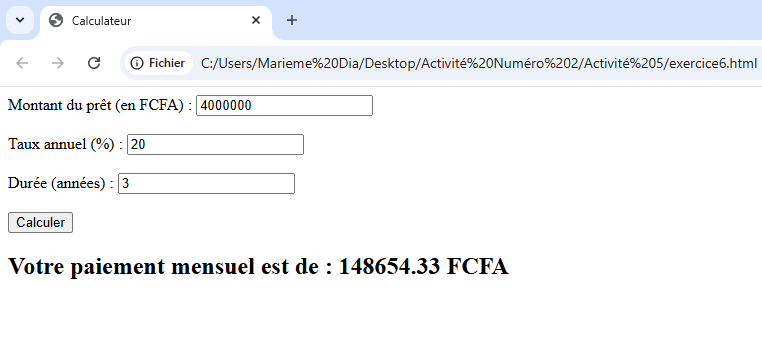 Calculateur
Fichier C:/Users/Marieme%20Dia/Desktop/Activité%20Numéro%202/Activité%205/exercice6.html
Montant du prêt (en FCFA) : 4000000
Taux annuel (%) : 20
Durée (années) : 3
Calculer
Votre paiement mensuel est de : 148654.33 FCFA